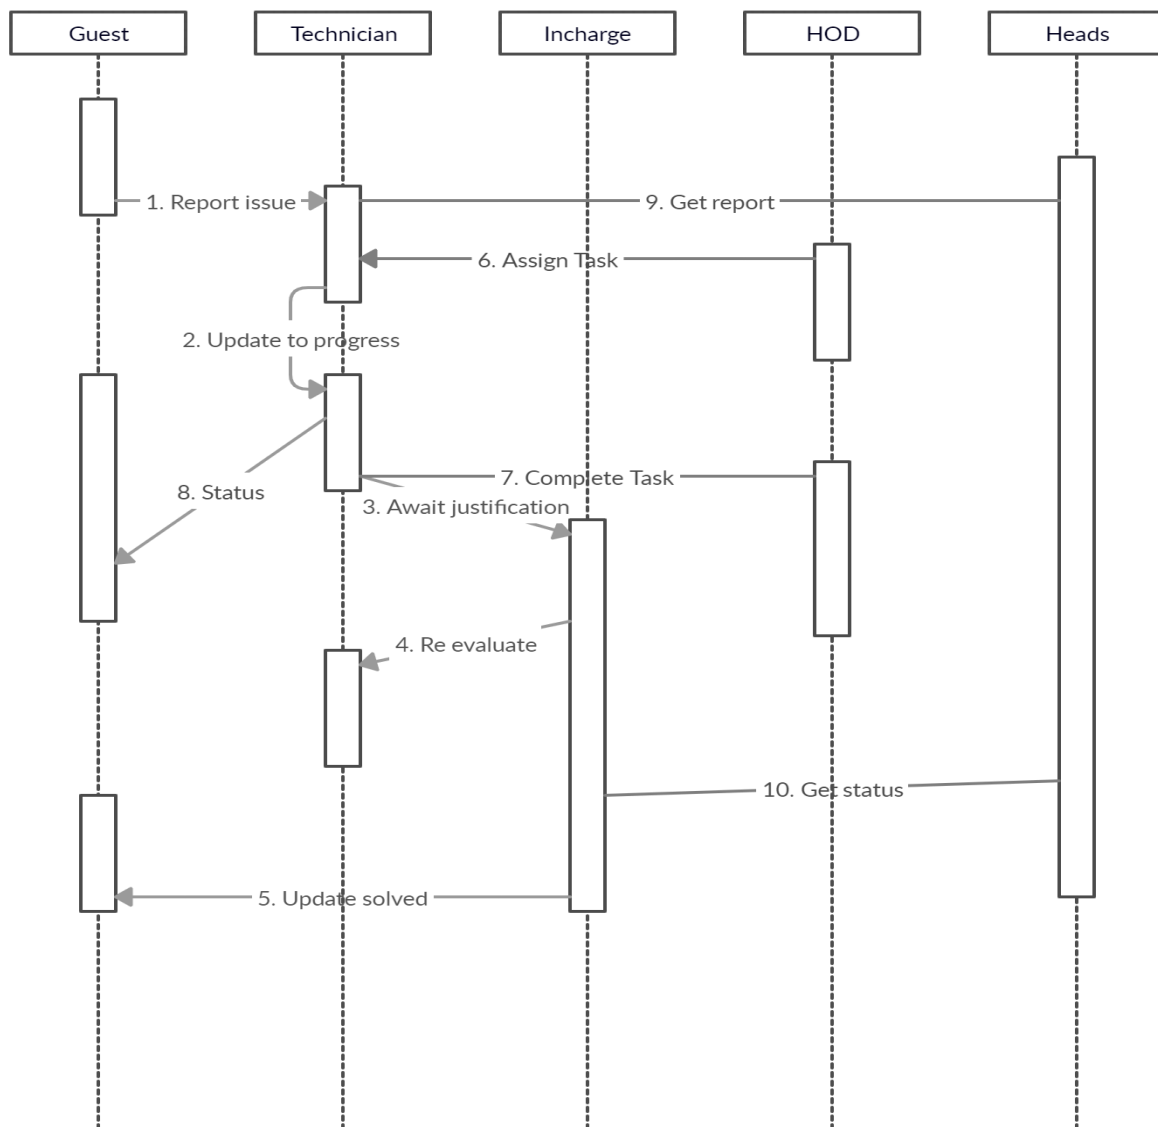 Guest
Technician
Incharge
HOD
Heads
1. Report issue
9. Get report
6. Assign Task
2. Update to progress
7. Complete Task
8. Status
3. Await justification
4. Re evaluate
10. Get status
5. Update solved